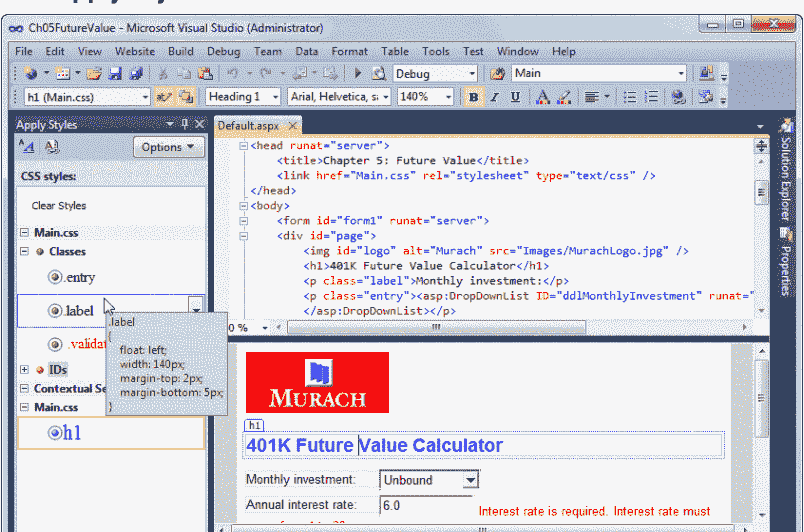 Ch05FutureValue - Microsoft Visual Studio (Administrator)
File Edit View Website Build Debug Team Data Format Table Tools Test Window Help
Debug Main
h1 (Main.css) Heading 1 Arial, Helvetica, s 140% B I U A
Apply Styles
Default.aspx
Options
CSS styles:
Clear Styles
Main.css
Classes
.entry
.label
.validat
IDs
Contextual Se
Main.css
h1
.label
{
float: left;
width: 140px;
margin-top: 2px;
margin-bottom: 5px;
}
<head runat="server">
<title>Chapter 5: Future Value</title>
<link href="Main.css" rel="stylesheet" type="text/css" />
</head>
<body>
<form id="form1" runat="server">
<div id="page">
<img id="logo" alt="Murach" src="Images/MurachLogo.jpg" />
<h1>401K Future Value Calculator</h1>
<p class="label">Monthly investment:</p>
<p class="entry"><asp:DropDownList ID="ddlMonthlyInvestment" runat="
</asp:DropDownList></p>
0 %
MURACH
h1
401K Future Value Calculator
Monthly investment: Unbound
Annual interest rate: 6.0 Interest rate is required. Interest rate must
Solution Explorer
Properties